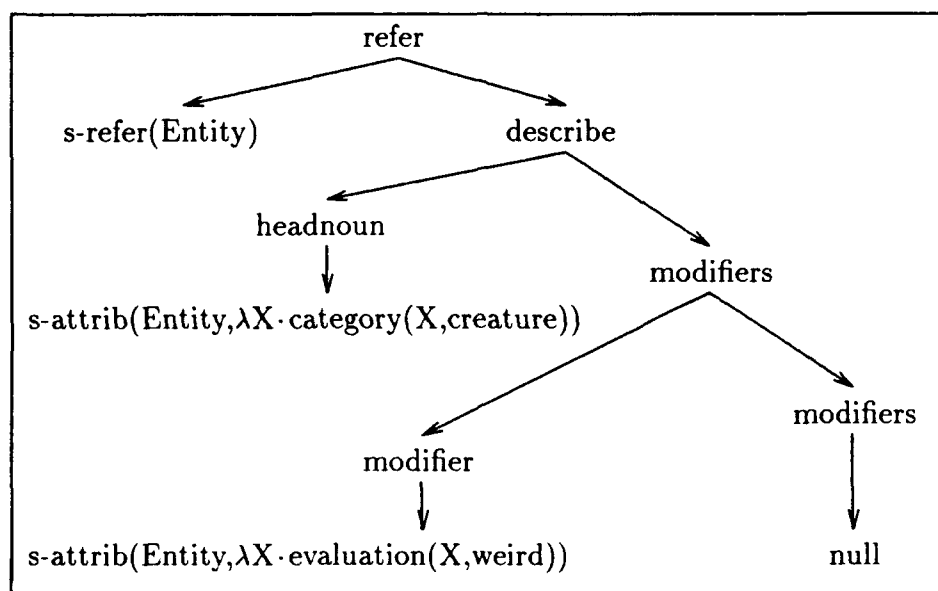 refer
s-refer(Entity)
describe
headnoun
modifiers
s-attrib(Entity,λX·category(X,creature))
modifiers
modifier
s-attrib(Entity,λX·evaluation(X,weird))
null